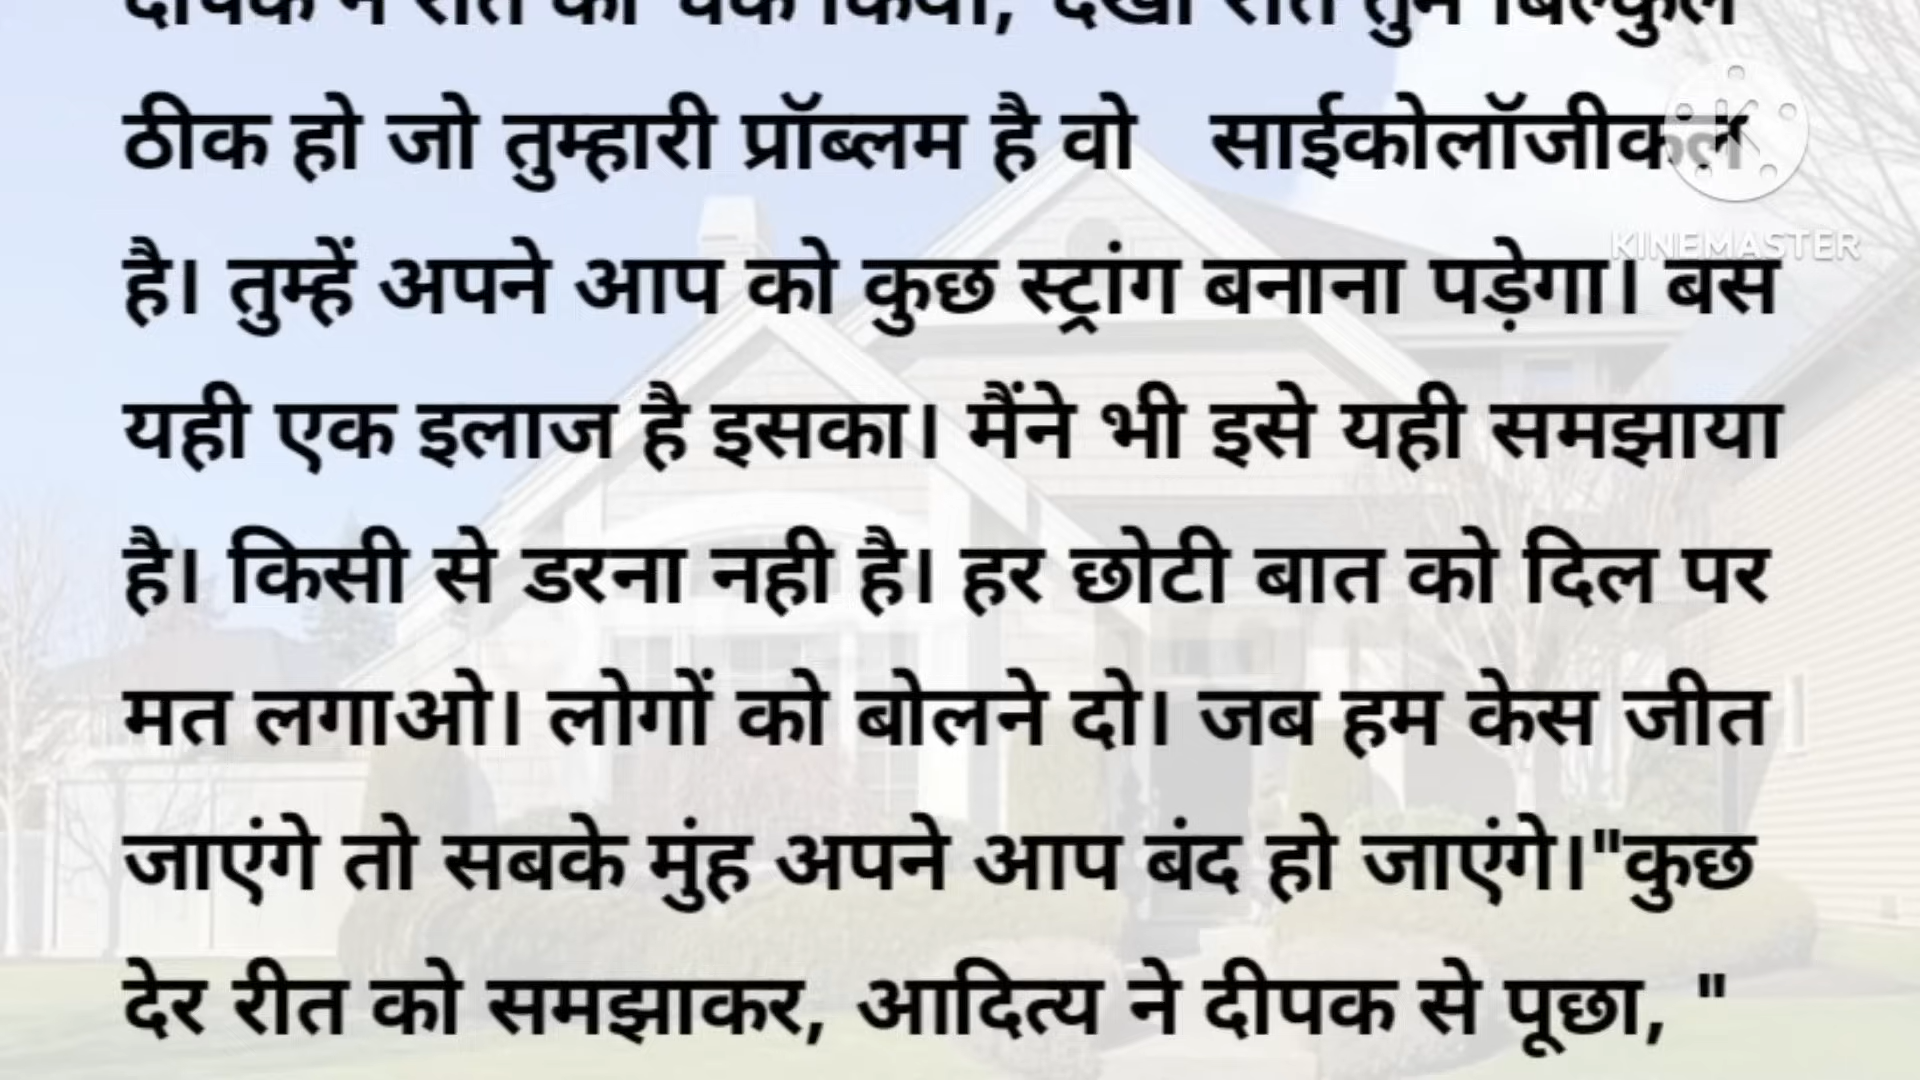 दीपक ने रीत को चेक किया, देखो रीत तुम बिल्कुल
ठीक हो जो तुम्हारी प्रॉब्लम है वो साईकोलॉजीकल
KINEMASTER
है। तुम्हें अपने आप को कुछ स्ट्रांग बनाना पड़ेगा। बस
यही एक इलाज है इसका। मैंने भी इसे यही समझाया
है। किसी से डरना नही है। हर छोटी बात को दिल पर
मत लगाओ। लोगों को बोलने दो। जब हम केस जीत
जाएंगे तो सबके मुंह अपने आप बंद हो जाएंगे।"कुछ
देर रीत को समझाकर, आदित्य ने दीपक से पूछा, "